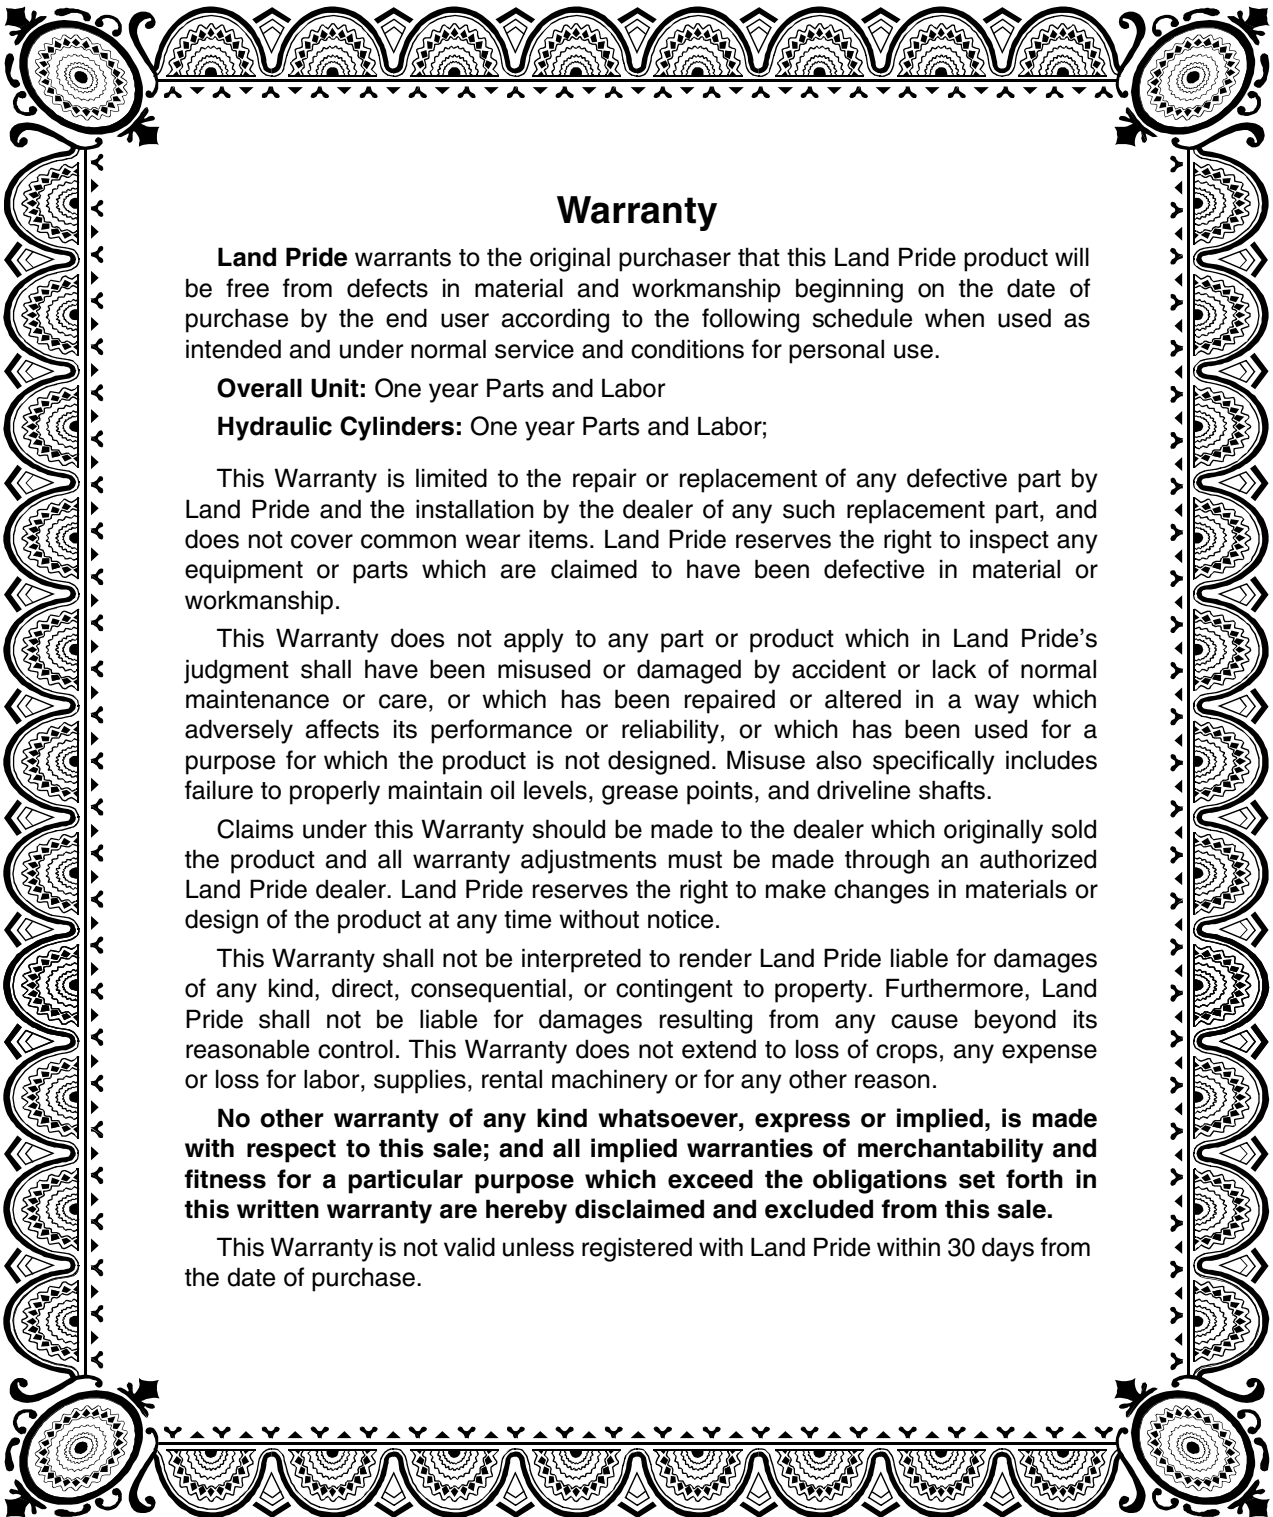 Warranty
Land Pride warrants to the original purchaser that this Land Pride product will
be free from defects in material and workmanship beginning on the date of
purchase by the end user according to the following schedule when used as
intended and under normal service and conditions for personal use.
Overall Unit: One year Parts and Labor
Hydraulic Cylinders: One year Parts and Labor;
This Warranty is limited to the repair or replacement of any defective part by
Land Pride and the installation by the dealer of any such replacement part, and
does not cover common wear items. Land Pride reserves the right to inspect any
equipment or parts which are claimed to have been defective in material or
workmanship.
This Warranty does not apply to any part or product which in Land Pride’s
judgment shall have been misused or damaged by accident or lack of normal
maintenance or care, or which has been repaired or altered in a way which
adversely affects its performance or reliability, or which has been used for a
purpose for which the product is not designed. Misuse also specifically includes
failure to properly maintain oil levels, grease points, and driveline shafts.
Claims under this Warranty should be made to the dealer which originally sold
the product and all warranty adjustments must be made through an authorized
Land Pride dealer. Land Pride reserves the right to make changes in materials or
design of the product at any time without notice.
This Warranty shall not be interpreted to render Land Pride liable for damages
of any kind, direct, consequential, or contingent to property. Furthermore, Land
Pride shall not be liable for damages resulting from any cause beyond its
reasonable control. This Warranty does not extend to loss of crops, any expense
or loss for labor, supplies, rental machinery or for any other reason.
No other warranty of any kind whatsoever, express or implied, is made
with respect to this sale; and all implied warranties of merchantability and
fitness for a particular purpose which exceed the obligations set forth in
this written warranty are hereby disclaimed and excluded from this sale.
This Warranty is not valid unless registered with Land Pride within 30 days from
the date of purchase.